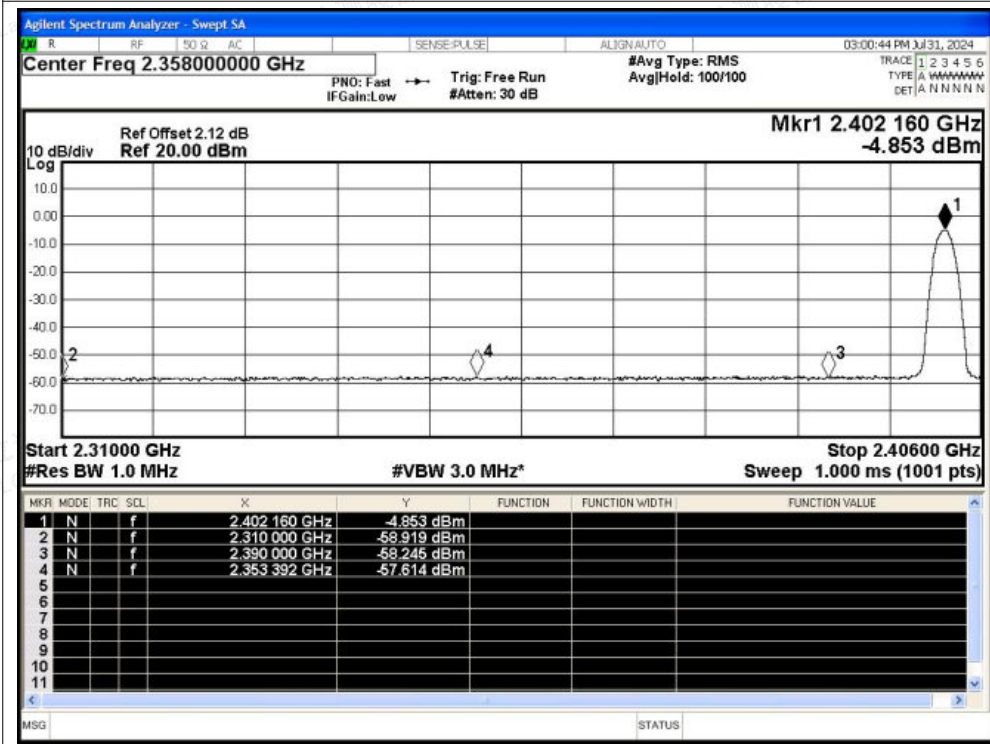 Agilent Spectrum Analyzer - Swept SA
LXI R RF 50 Ω AC SENSE:PULSE ALIGN AUTO 03:00:44 PM Jul 31, 2024
Center Freq 2.358000000 GHz #Avg Type: RMS TRACE 1 2 3 4 5 6
PNO: Fast Trig: Free Run Avg|Hold: 100/100 TYPE A WWWWW
IFGain:Low #Atten: 30 dB DET A N N N N N
Mkr1 2.402 160 GHz
-4.853 dBm
Ref Offset 2.12 dB
10 dB/div Ref 20.00 dBm
Log
10.0
1
0.00
-10.0
-20.0
-30.0
-40.0
-50.0 2 4 3
-60.0
-70.0
Start 2.31000 GHz Stop 2.40600 GHz
#Res BW 1.0 MHz #VBW 3.0 MHz* Sweep 1.000 ms (1001 pts)
MKR MODE TRC SCL X Y FUNCTION FUNCTION WIDTH FUNCTION VALUE
1 N f 2.402 160 GHz -4.853 dBm
2 N f 2.310 000 GHz -58.919 dBm
3 N f 2.390 000 GHz -58.245 dBm
4 N f 2.353 392 GHz -57.614 dBm
5
6
7
8
9
10
11
MSG STATUS